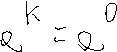 e^k = e^0